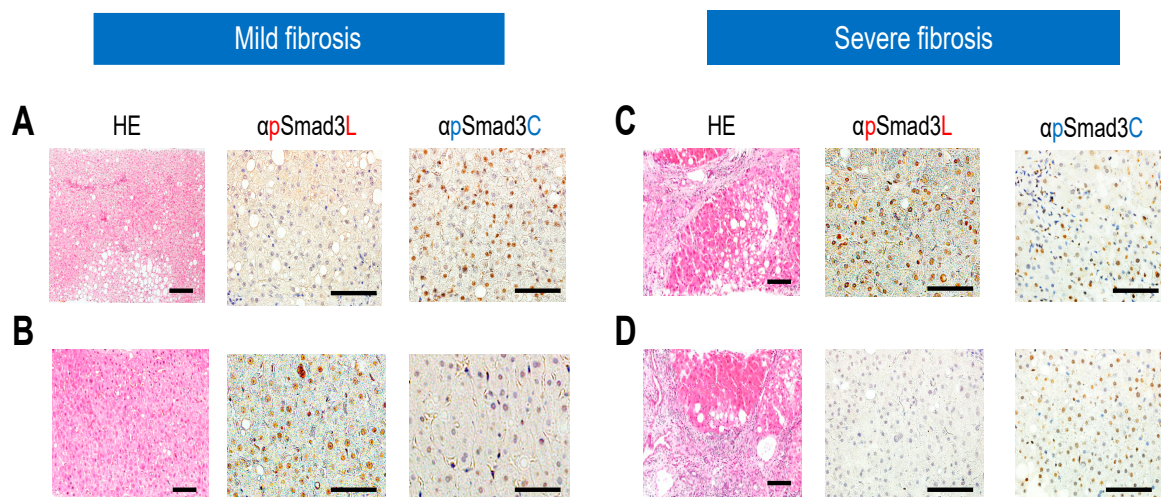 Mild fibrosis
Severe fibrosis
A
HE
αpSmad3L
αpSmad3C
C
HE
αpSmad3L
αpSmad3C
B
D